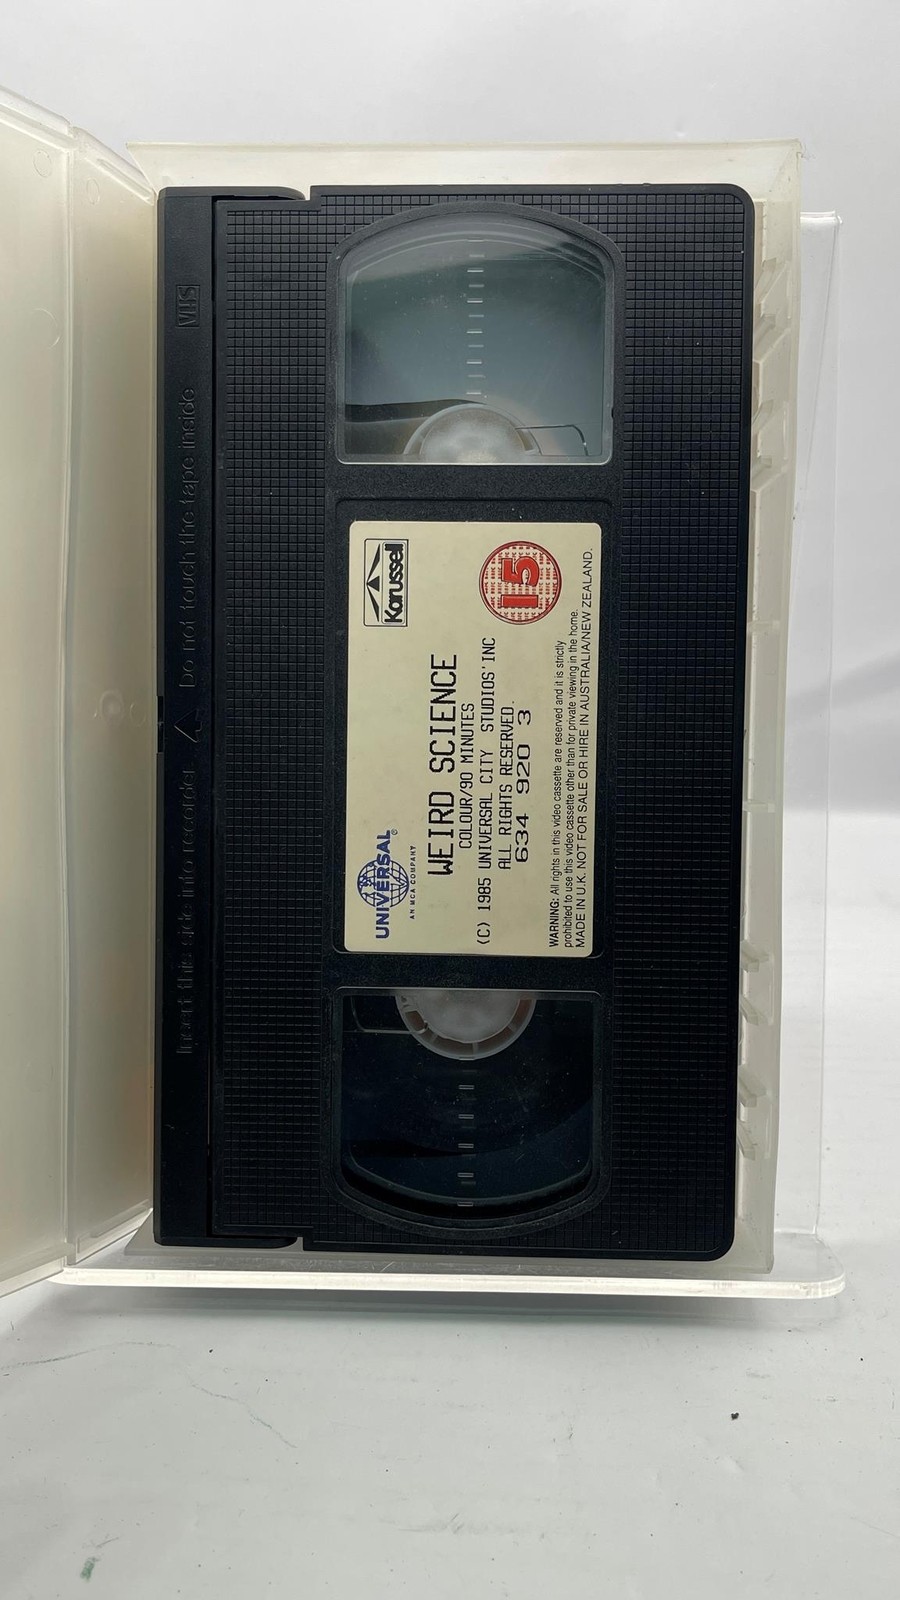 VHS
Insert this side into recorder
Do not touch the tape inside
UNIVERSAL®
AN MCA COMPANY
Karussell
WEIRD SCIENCE
COLOUR/90 MINUTES
(C) 1985 UNIVERSAL CITY STUDIOS' INC
ALL RIGHTS RESERVED.
634 920 3
15
WARNING: All rights in this video cassette are reserved and it is strictly
prohibited to use this video cassette other than for private viewing in the home.
MADE IN U.K. NOT FOR SALE OR HIRE IN AUSTRALIA/NEW ZEALAND.